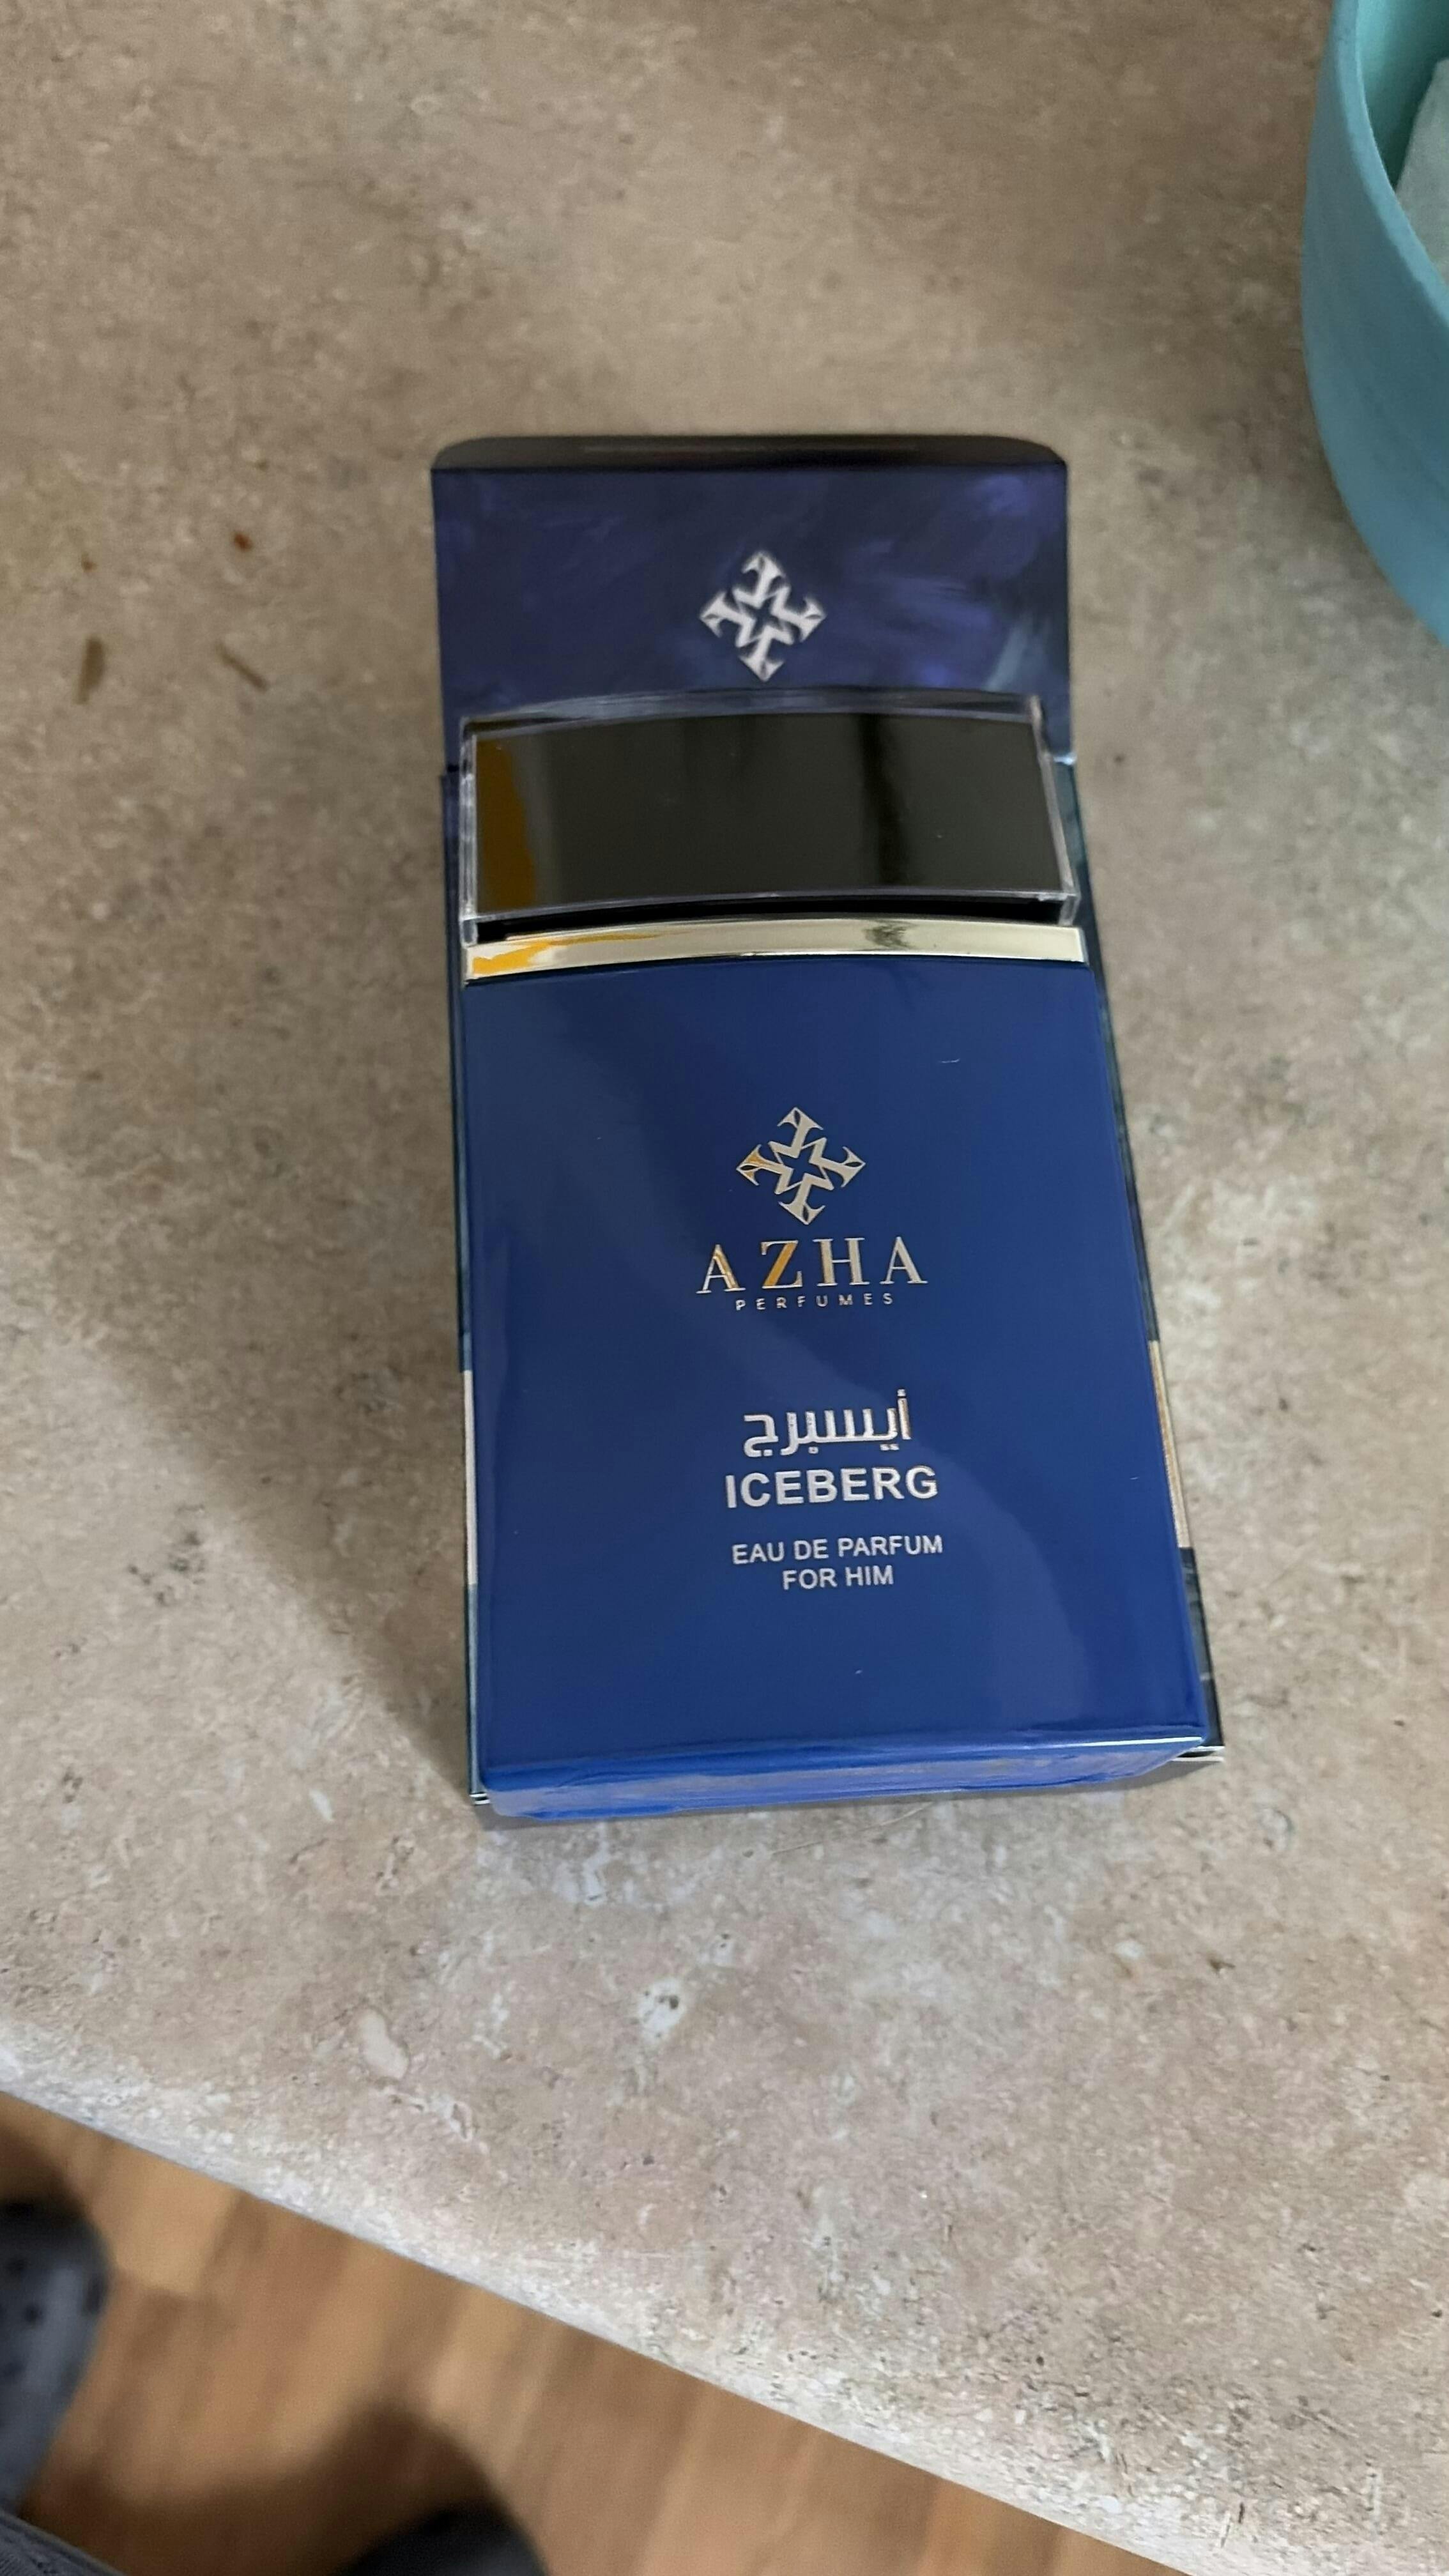 AZHA
PERFUMES
أيسبرج
ICEBERG
EAU DE PARFUM
FOR HIM